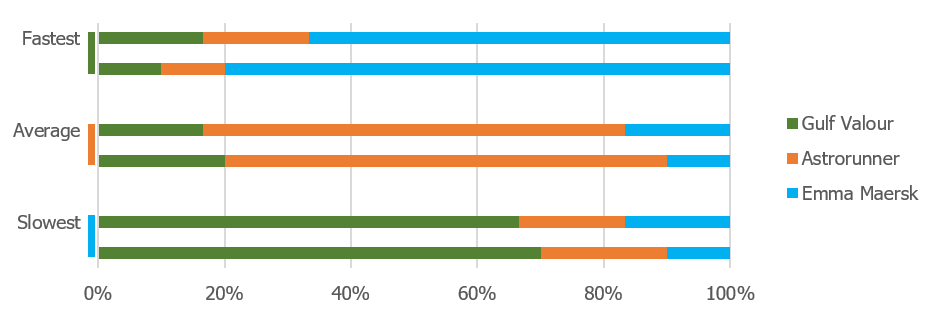 Fastest
Average
Slowest
0% 20% 40% 60% 80% 100%
Gulf Valour
Astrorunner
Emma Maersk